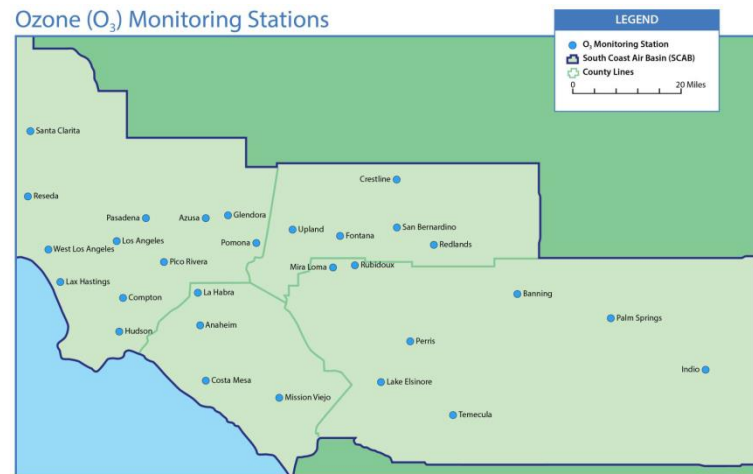 Ozone (O₃) Monitoring Stations
LEGEND
O₃ Monitoring Station
South Coast Air Basin (SCAB)
County Lines
0 20 Miles
Santa Clarita
Crestline
Reseda
Pasadena
Azusa
Glendora
Upland
Fontana
San Bernardino
Los Angeles
Pomona
Redlands
West Los Angeles
Pico Rivera
Mira Loma
Rubidoux
Lax Hastings
La Habra
Banning
Compton
Palm Springs
Hudson
Anaheim
Perris
Indio
Costa Mesa
Lake Elsinore
Mission Viejo
Temecula